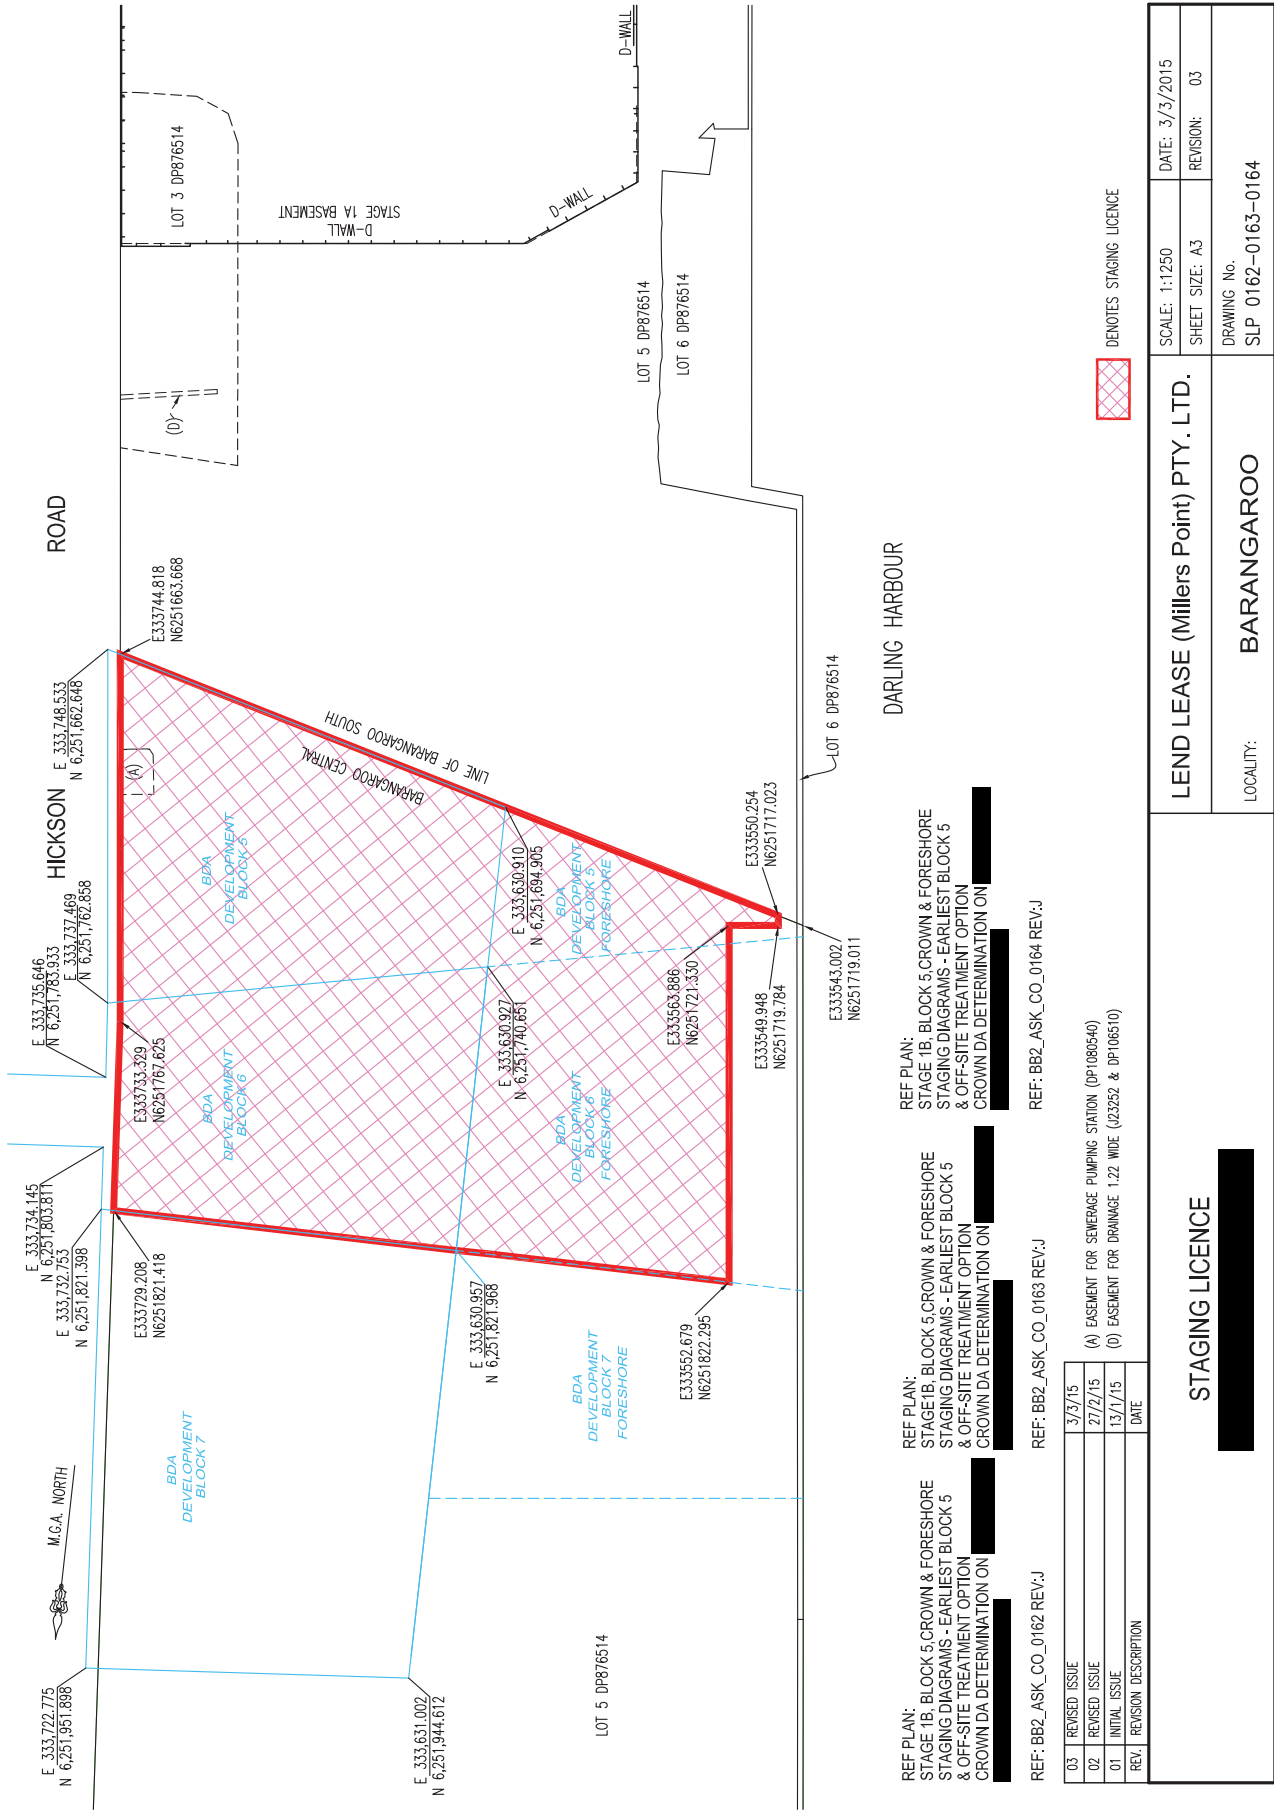 M.G.A. NORTH
HICKSON
ROAD
E 333,722.775
N 6,251,951.898
E 333,732.753
N 6,251,821.398
E 333,734.145
N 6,251,803.811
E 333,735.646
N 6,251,783.933
E 333,737.469
N 6,251,762.858
E 333,748.533
N 6,251,662.648
E333729.208
N6251821.418
E333733.329
N6251767.625
E333744.818
N6251663.668
(A)
(D)
LOT 3 DP876514
D-WALL
STAGE 1A BASEMENT
D-WALL
D-WALL
BDA
DEVELOPMENT
BLOCK 7
BDA
DEVELOPMENT
BLOCK 6
BDA
DEVELOPMENT
BLOCK 5
LINE OF BARANGAROO SOUTH
BARANGAROO CENTRAL
E 333,631.002
N 6,251,944.612
E 333,630.957
N 6,251,821.968
E 333,630.927
N 6,251,740.651
E 333,630.910
N 6,251,694.905
BDA
DEVELOPMENT
BLOCK 7
FORESHORE
BDA
DEVELOPMENT
BLOCK 6
FORESHORE
BDA
DEVELOPMENT
BLOCK 5
FORESHORE
LOT 5 DP876514
LOT 5 DP876514
LOT 6 DP876514
E333552.679
N6251822.295
E333563.886
N6251721.330
E333549.948
N6251719.784
E333550.254
N6251717.023
E333543.002
N6251719.011
LOT 6 DP876514
DARLING HARBOUR
REF PLAN:
STAGE 1B, BLOCK 5,CROWN & FORESHORE
STAGING DIAGRAMS - EARLIEST BLOCK 5
& OFF-SITE TREATMENT OPTION
CROWN DA DETERMINATION ON
REF: BB2_ASK_CO_0162 REV:J
REF PLAN:
STAGE1B, BLOCK 5,CROWN & FORESHORE
STAGING DIAGRAMS - EARLIEST BLOCK 5
& OFF-SITE TREATMENT OPTION
CROWN DA DETERMINATION ON
REF: BB2_ASK_CO_0163 REV:J
REF PLAN:
STAGE 1B, BLOCK 5,CROWN & FORESHORE
STAGING DIAGRAMS - EARLIEST BLOCK 5
& OFF-SITE TREATMENT OPTION
CROWN DA DETERMINATION ON
REF: BB2_ASK_CO_0164 REV:J
DENOTES STAGING LICENCE
(A) EASEMENT FOR SEWERAGE PUMPING STATION (DP1080540)
(D) EASEMENT FOR DRAINAGE 1.22 WIDE (J23252 & DP106510)
03 REVISED ISSUE 3/3/15
02 REVISED ISSUE 27/2/15
01 INITIAL ISSUE 13/1/15
REV. REVISION DESCRIPTION DATE
STAGING LICENCE
LEND LEASE (Millers Point) PTY. LTD.
LOCALITY: BARANGAROO
SCALE: 1:1250
DATE: 3/3/2015
SHEET SIZE: A3
REVISION: 03
DRAWING No.
SLP 0162-0163-0164